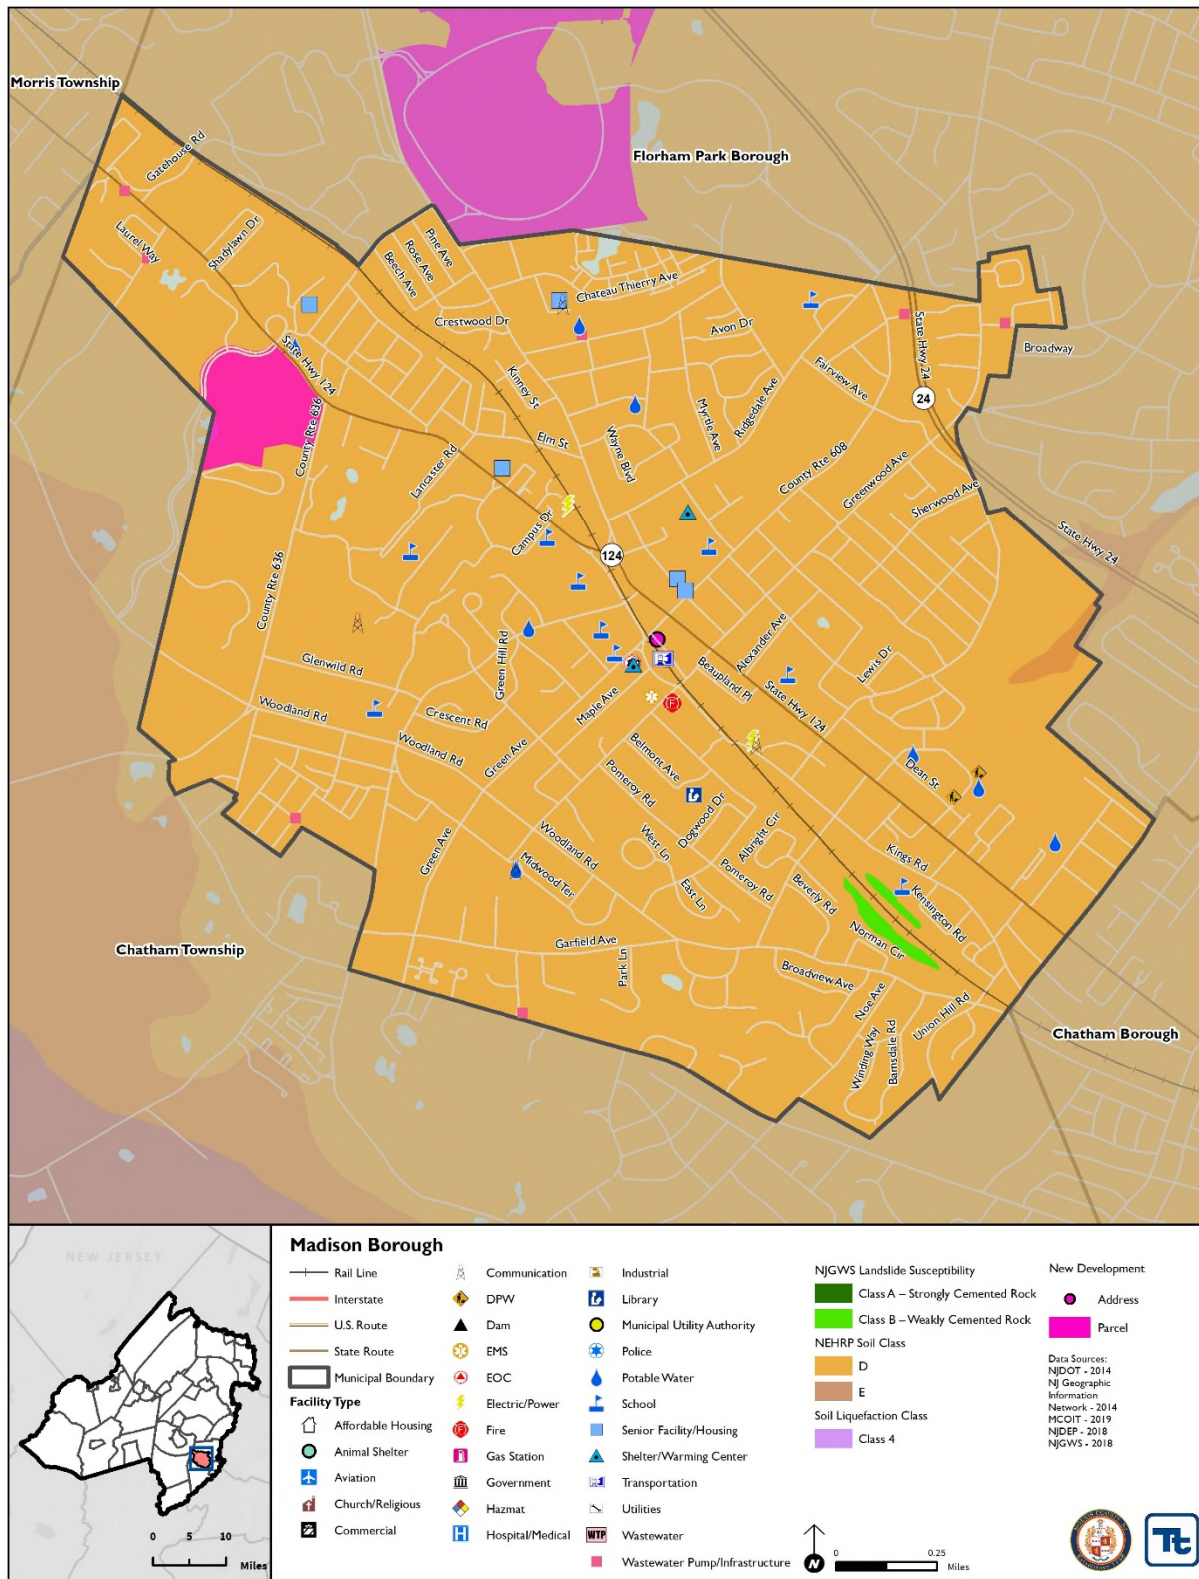 Morris Township
Florham Park Borough
Gatehouse Rd
Laurel Way
Shadylawn Dr
Pine Ave
Rose Ave
Beech Ave
Chateau Thierry Ave
Crestwood Dr
Avon Dr
State Hwy 24
Broadway
State Hwy 124
Kinney St
Fairview Ave
24
Myrtle Ave
Ridgedale Ave
County Rte 636
Elm St
Wayne Blvd
Lancaster Rd
County Rte 608
Greenwood Ave
Sherwood Ave
Campus Dr
State Hwy 24
124
County Rte 636
Green Hill Rd
Alexander Ave
Glenwild Rd
Beaupland Pl
Lewis Dr
Woodland Rd
Crescent Rd
Maple Ave
State Hwy 124
Woodland Rd
Green Ave
Belmont Ave
Pomeroy Rd
Dean St
Dogwood Dr
Green Ave
Woodland Rd
West Ln
Albright Cir
Midwood Ter
Kings Rd
East Ln
Pomeroy Rd
Beverly Rd
Kensington Rd
Chatham Township
Garfield Ave
Norman Cir
Park Ln
Broadview Ave
Noe Ave
Union Hill Rd
Winding Way
Barnsdale Rd
Chatham Borough
NEW JERSEY
0 5 10
Miles
Madison Borough
Rail Line
Interstate
U.S. Route
State Route
Municipal Boundary
Facility Type
Affordable Housing
Animal Shelter
Aviation
Church/Religious
Commercial
Communication
DPW
Dam
EMS
EOC
Electric/Power
Fire
Gas Station
Government
Hazmat
Hospital/Medical
Industrial
Library
Municipal Utility Authority
Police
Potable Water
School
Senior Facility/Housing
Shelter/Warming Center
Transportation
Utilities
WTP Wastewater
Wastewater Pump/Infrastructure
NJGWS Landslide Susceptibility
Class A – Strongly Cemented Rock
Class B – Weakly Cemented Rock
NEHRP Soil Class
D
E
Soil Liquefaction Class
Class 4
New Development
Address
Parcel
Data Sources:
NJDOT - 2014
NJ Geographic
Information
Network - 2014
MCOIT - 2019
NJDEP - 2018
NJGWS - 2018
N
0 0.25
Miles
Tt